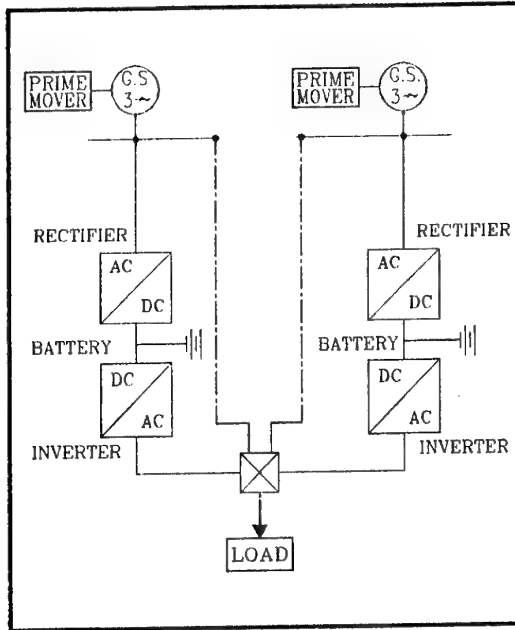 PRIME
MOVER
G.S.
3~
PRIME
MOVER
G.S.
3~
RECTIFIER
AC
DC
RECTIFIER
AC
DC
BATTERY
BATTERY
DC
AC
DC
AC
INVERTER
INVERTER
LOAD